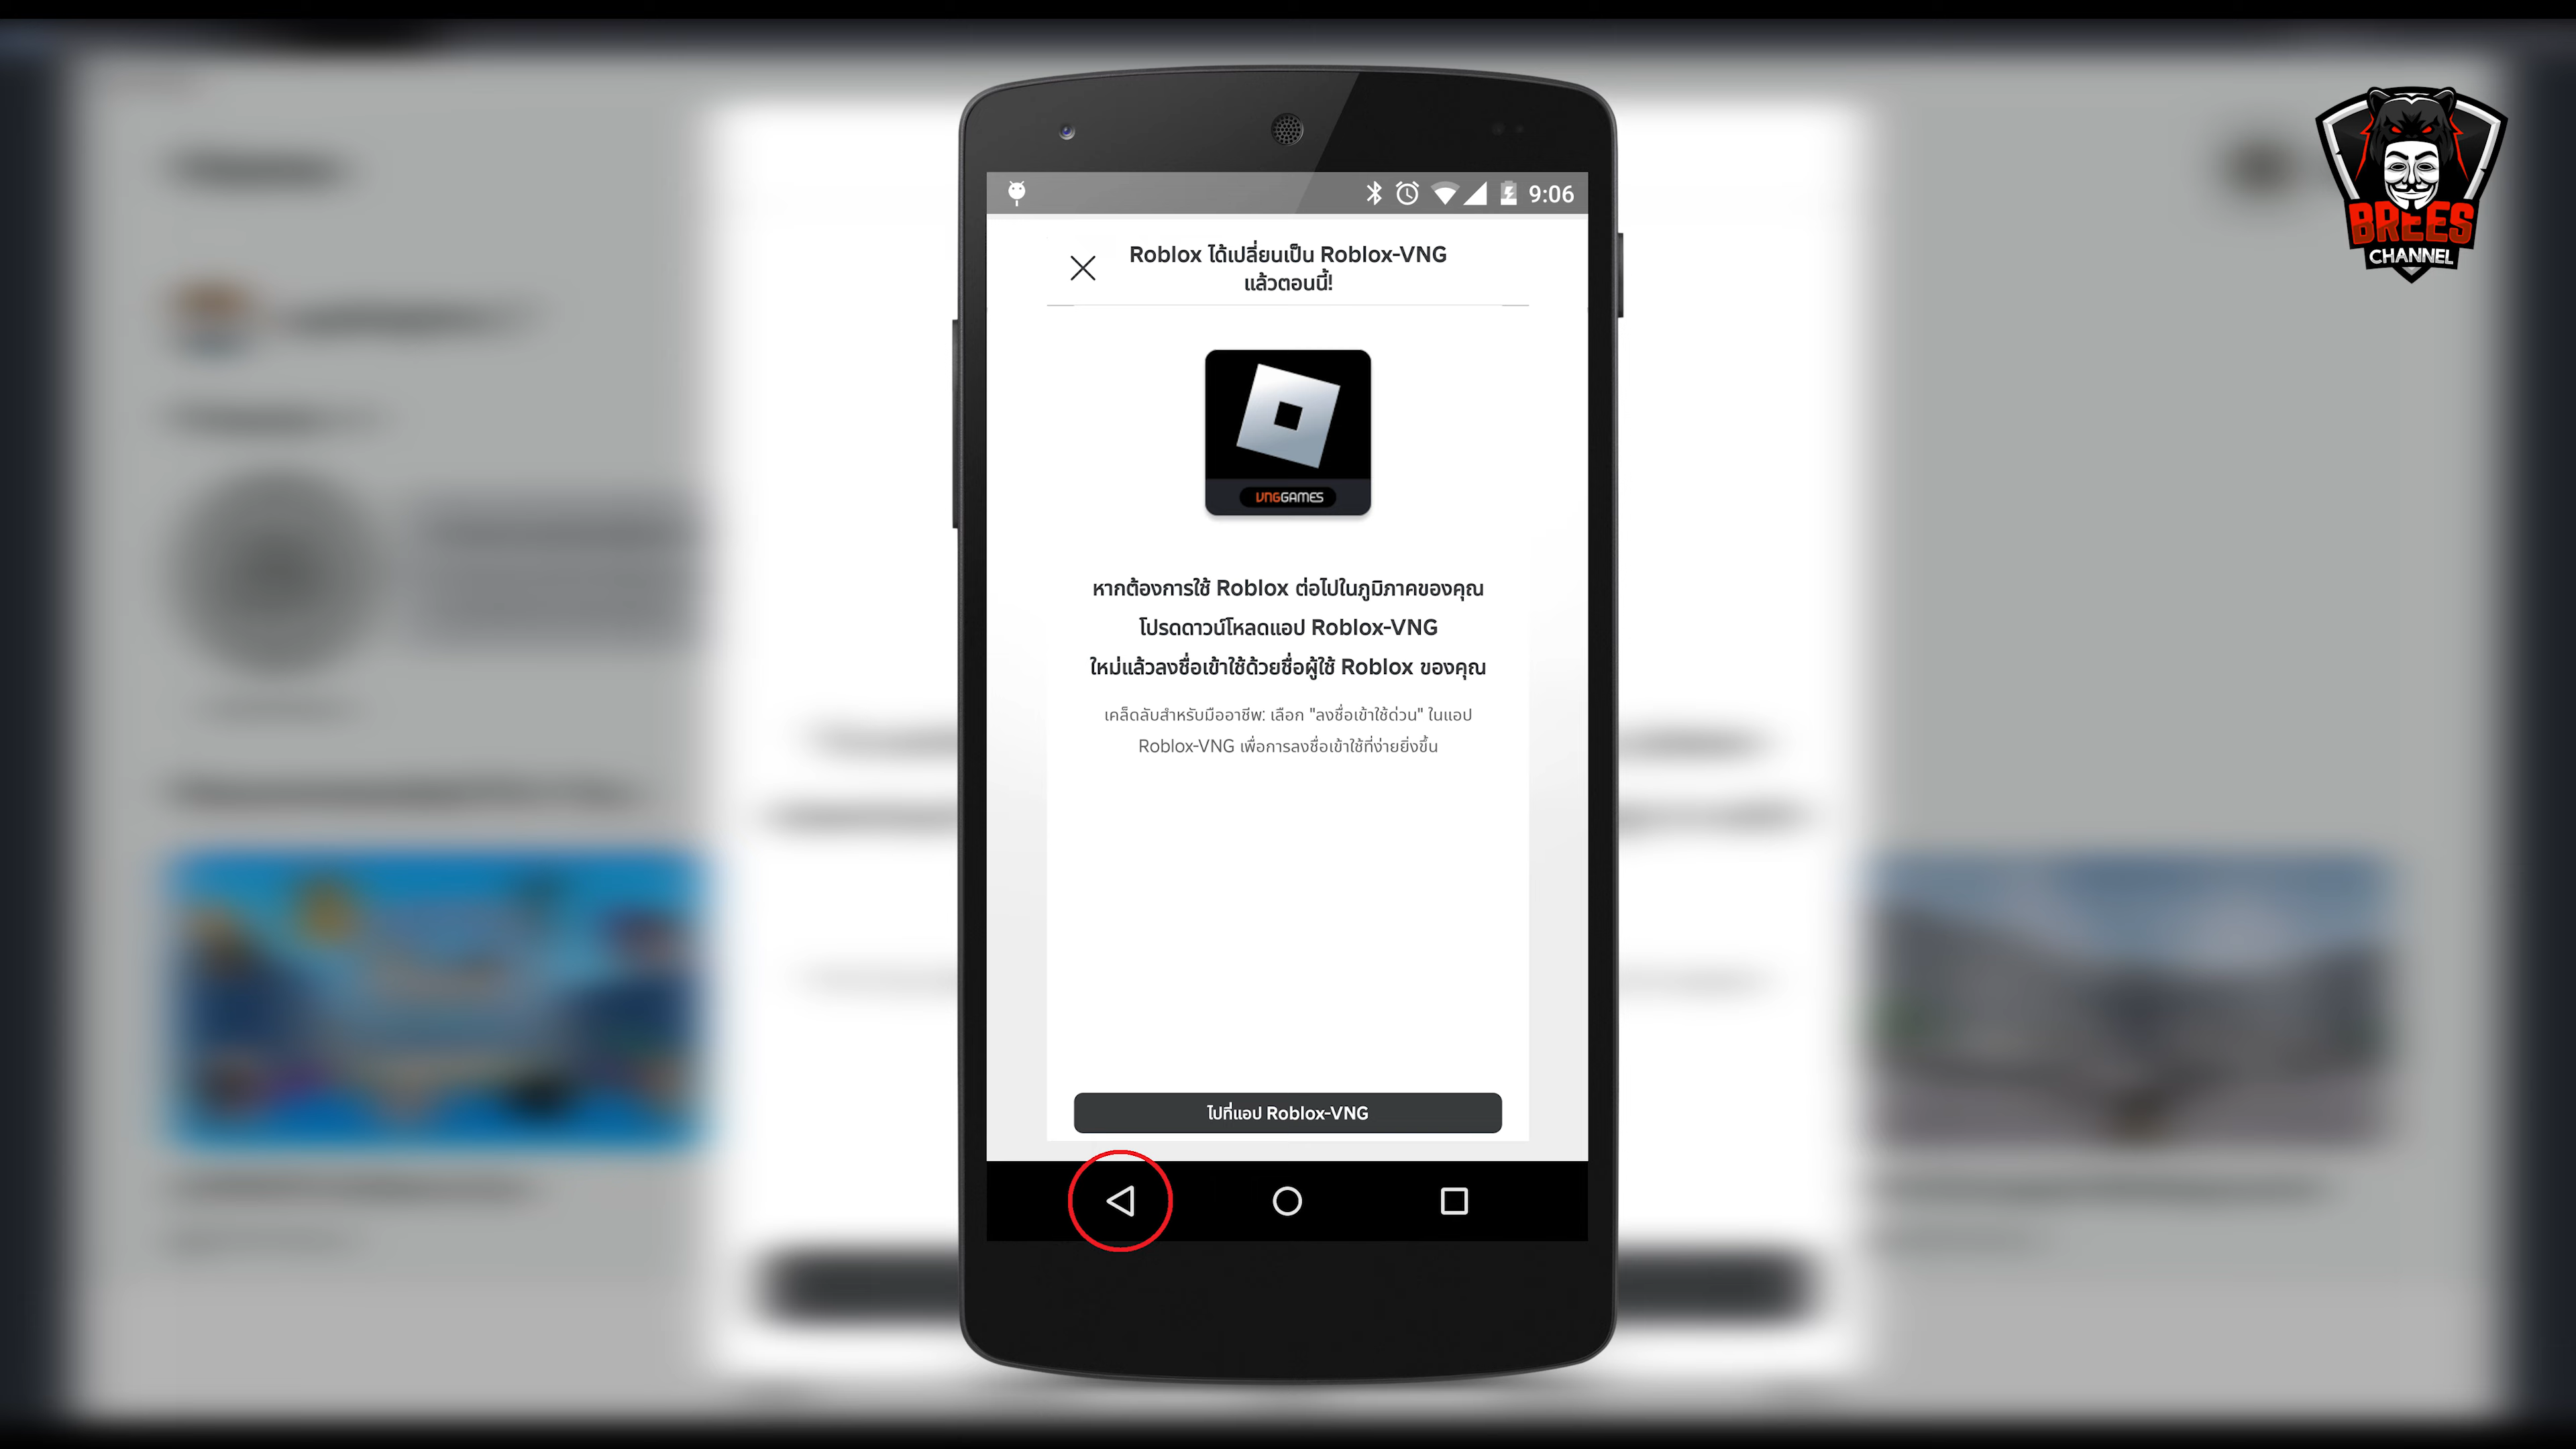 BREES
CHANNEL
9:06
Roblox ได้เปลี่ยนเป็น Roblox-VNG
แล้วตอนนี้!
VNGGAMES
หากต้องการใช้ Roblox ต่อไปในภูมิภาคของคุณ
โปรดดาวน์โหลดแอป Roblox-VNG
ใหม่แล้วลงชื่อเข้าใช้ด้วยชื่อผู้ใช้ Roblox ของคุณ
เคล็ดลับสำหรับมืออาชีพ: เลือก "ลงชื่อเข้าใช้ด่วน" ในแอป
Roblox-VNG เพื่อการลงชื่อเข้าใช้ที่ง่ายยิ่งขึ้น
ไปที่แอป Roblox-VNG